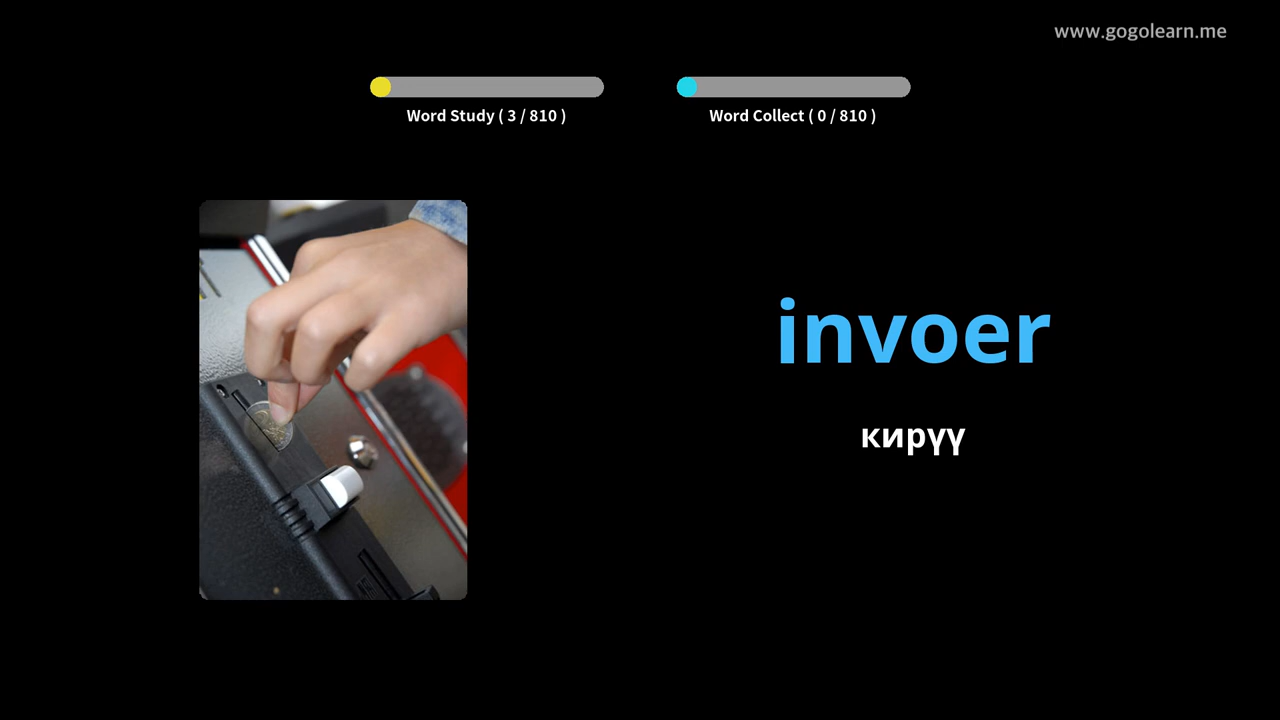 www.gogolearn.me
Word Study ( 3 / 810 )
Word Collect ( 0 / 810 )
invoer
кирүү